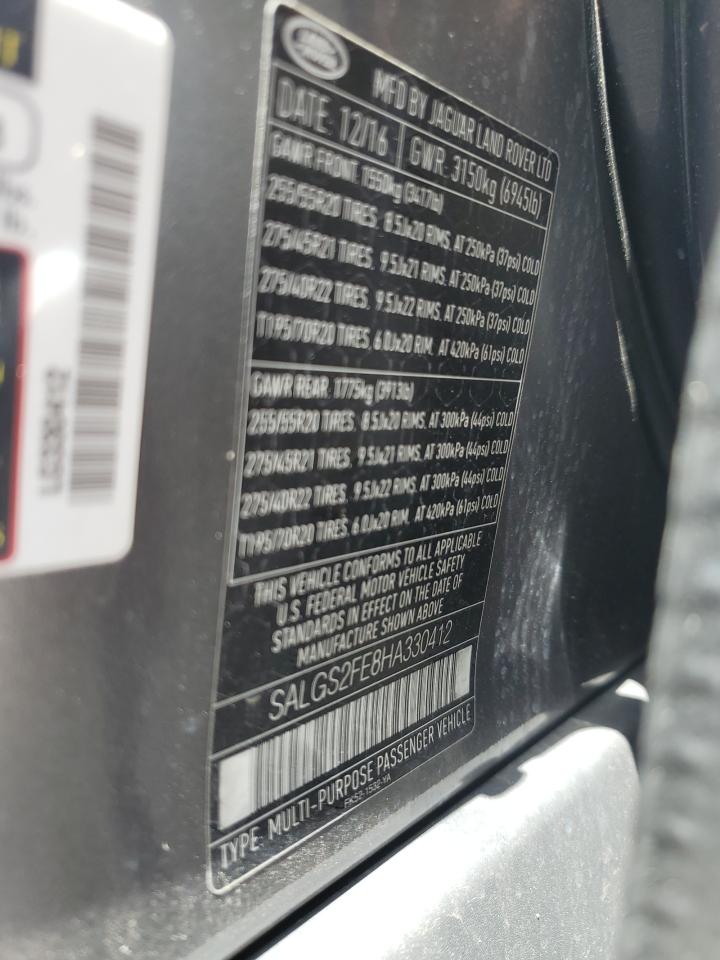 MFD BY JAGUAR LAND ROVER LTD
DATE: 12/16 GWR. 3150kg (6945lb)
GAWR FRONT. 1550kg (3417lb)
255/55R20 TIRES. 8.5Jx20 RIMS. AT 250kPa (37psi) COLD
275/45R21 TIRES. 9.5Jx21 RIMS. AT 250kPa (37psi) COLD
275/40R22 TIRES. 9.5Jx22 RIMS. AT 250kPa (37psi) COLD
T195/70R20 TIRES. 6.0Jx20 RIM. AT 420kPa (61psi) COLD
GAWR REAR. 1775kg (3913lb)
255/55R20 TIRES. 8.5Jx20 RIMS. AT 300kPa (44psi) COLD
275/45R21 TIRES. 9.5Jx21 RIMS. AT 300kPa (44psi) COLD
275/40R22 TIRES. 9.5Jx22 RIMS. AT 300kPa (44psi) COLD
T195/70R20 TIRES. 6.0Jx20 RIM. AT 420kPa (61psi) COLD
THIS VEHICLE CONFORMS TO ALL APPLICABLE
U.S. FEDERAL MOTOR VEHICLE SAFETY
STANDARDS IN EFFECT ON THE DATE OF
MANUFACTURE SHOWN ABOVE
SALGS2FE8HA330412
TYPE: MULTI-PURPOSE PASSENGER VEHICLE
FK52-1532-YA